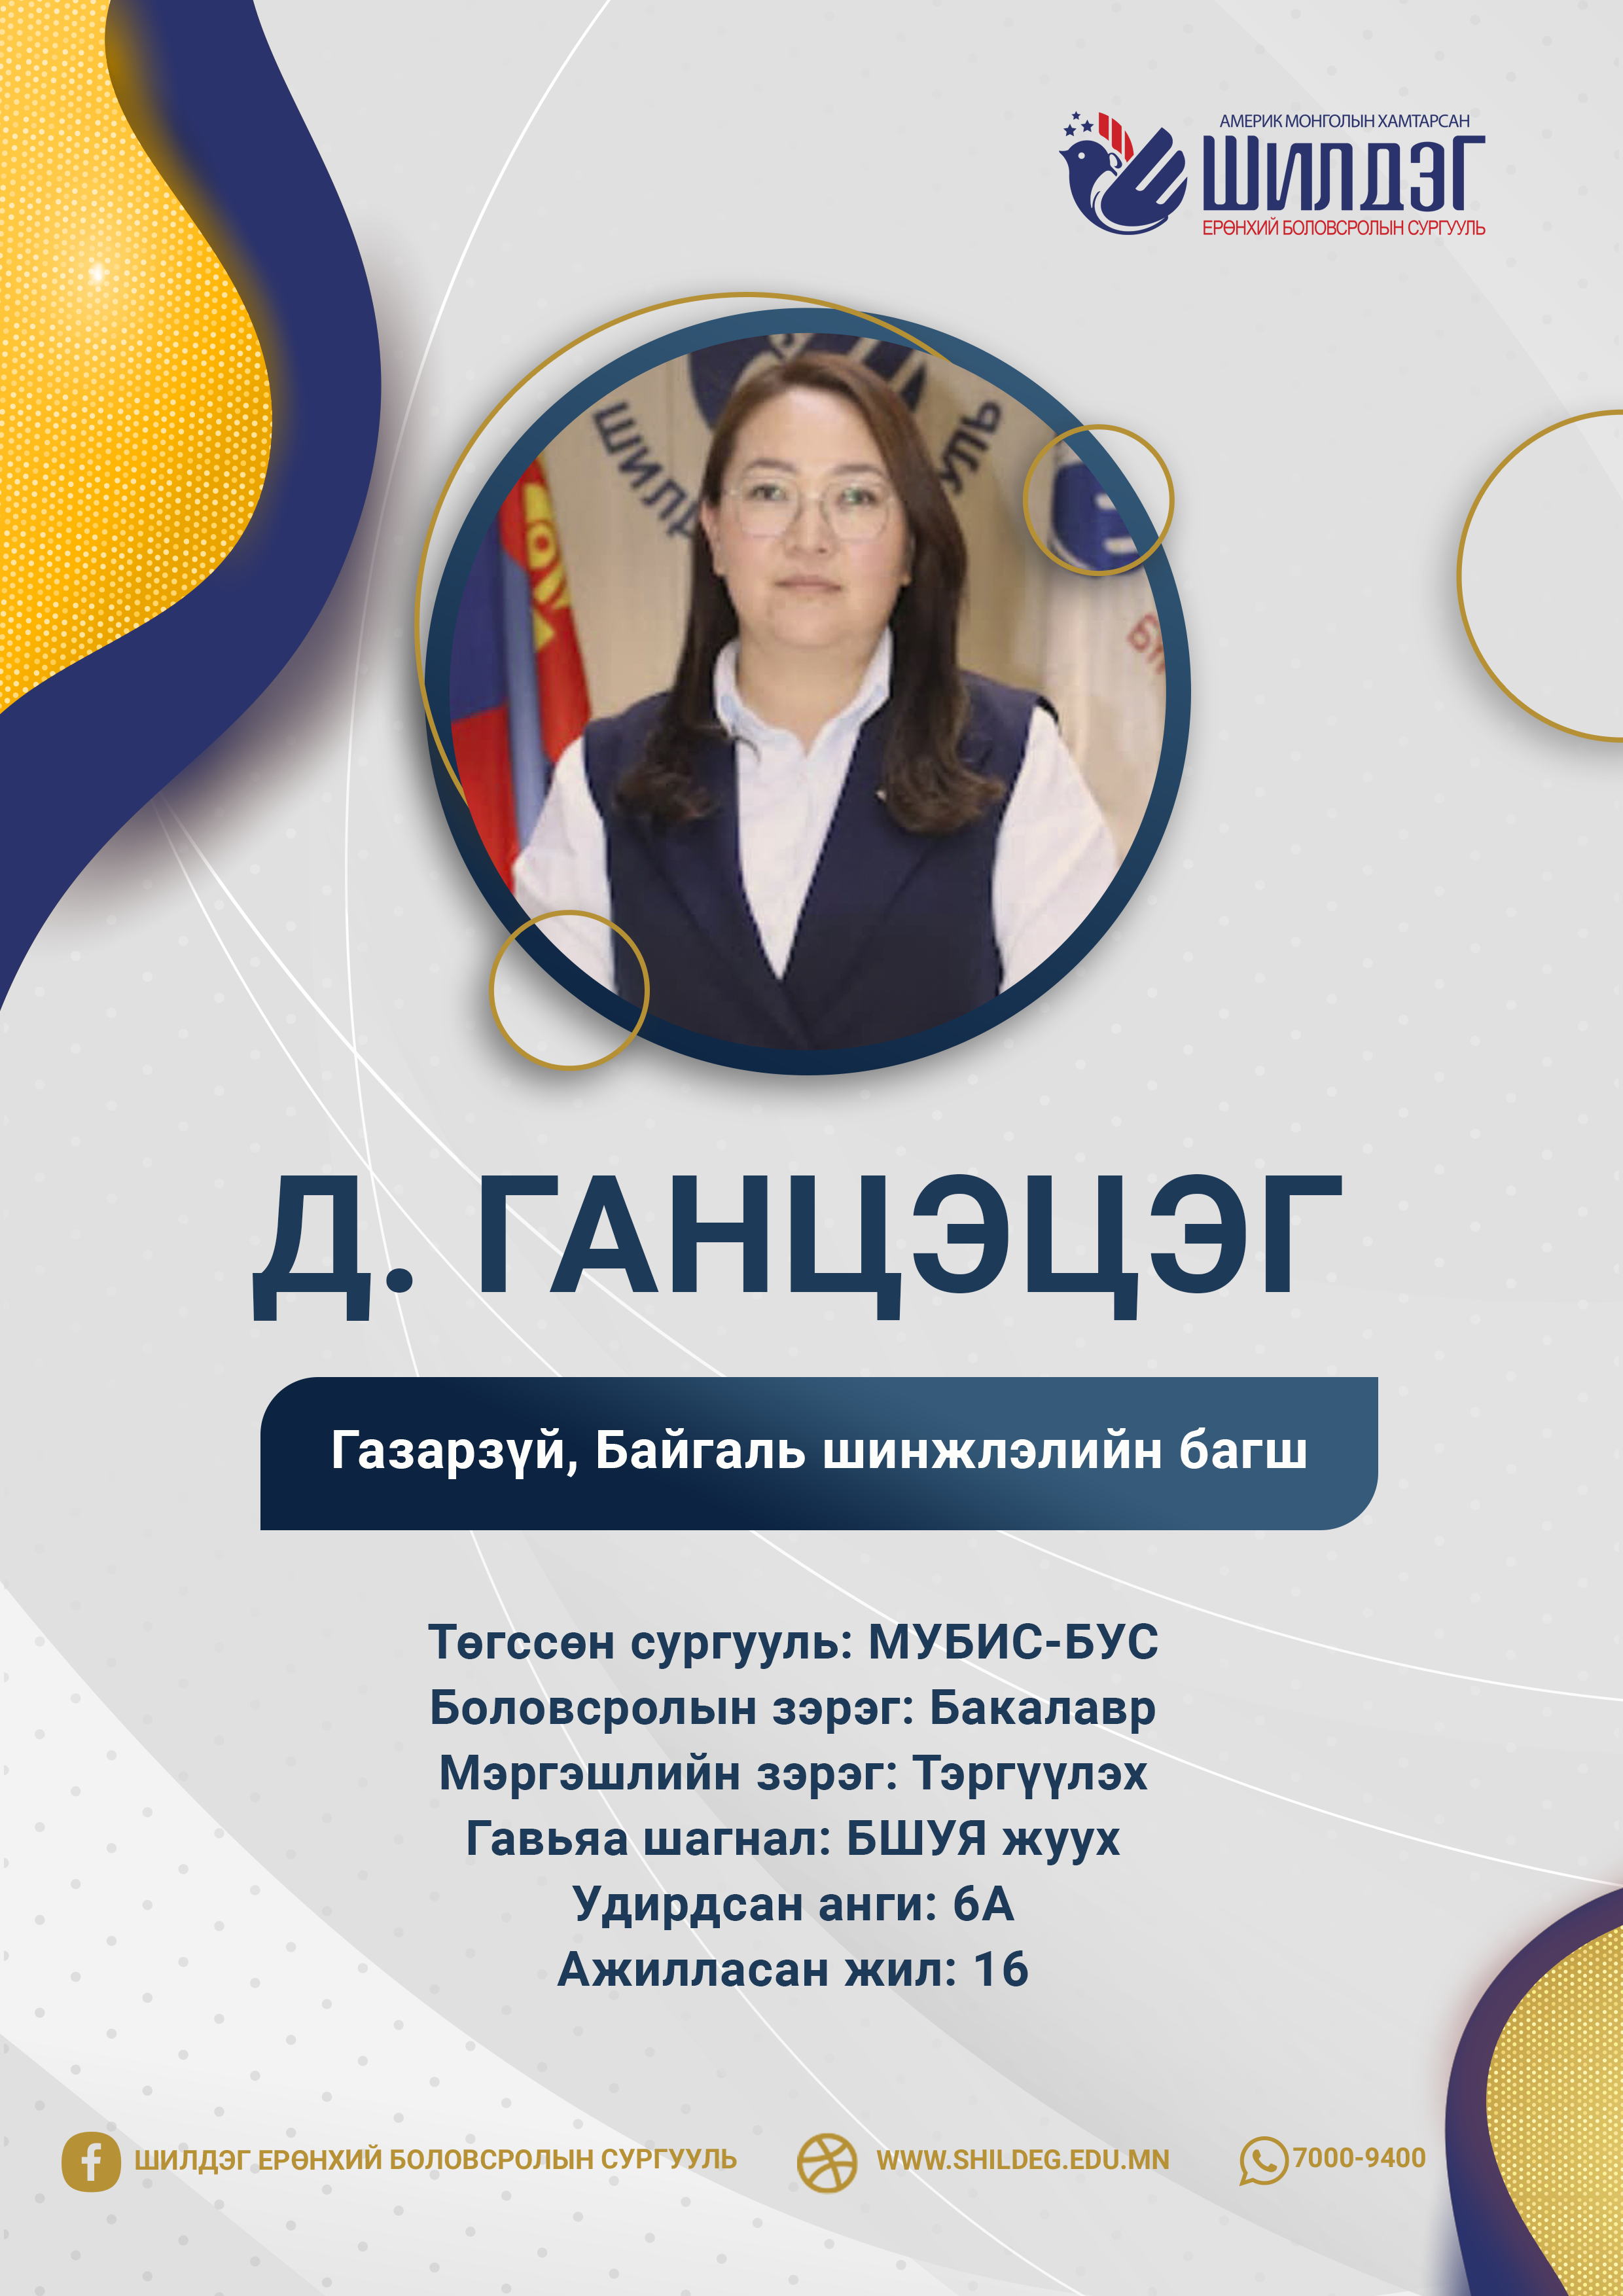 АМЕРИК МОНГОЛЫН ХАМТАРСАН
ШИЛДЭГ
ЕРӨНХИЙ БОЛОВСРОЛЫН СУРГУУЛЬ
Д. ГАНЦЭЦЭГ
Газарзүй, Байгаль шинжлэлийн багш
Төгссөн сургууль: МУБИС-БУС
Боловсролын зэрэг: Бакалавр
Мэргэшлийн зэрэг: Тэргүүлэх
Гавьяа шагнал: БШУЯ жуух
Удирдсан анги: 6А
Ажилласан жил: 16
ШИЛДЭГ ЕРӨНХИЙ БОЛОВСРОЛЫН СУРГУУЛЬ
WWW.SHILDEG.EDU.MN
7000-9400